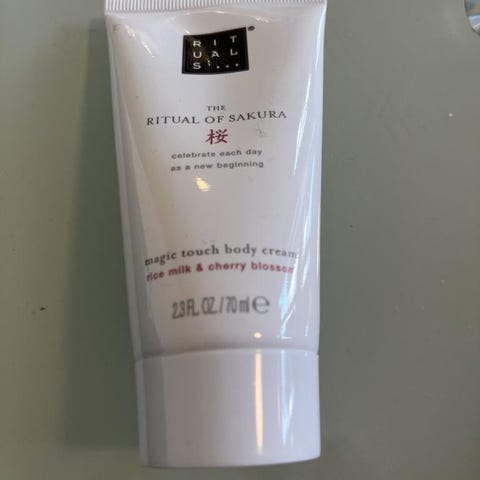 RIT
UAL
S...
THE
RITUAL OF SAKURA
桜
celebrate each day
as a new beginning
magic touch body cream
rice milk & cherry blossom
2.3 FL. OZ. / 70 ml ℮